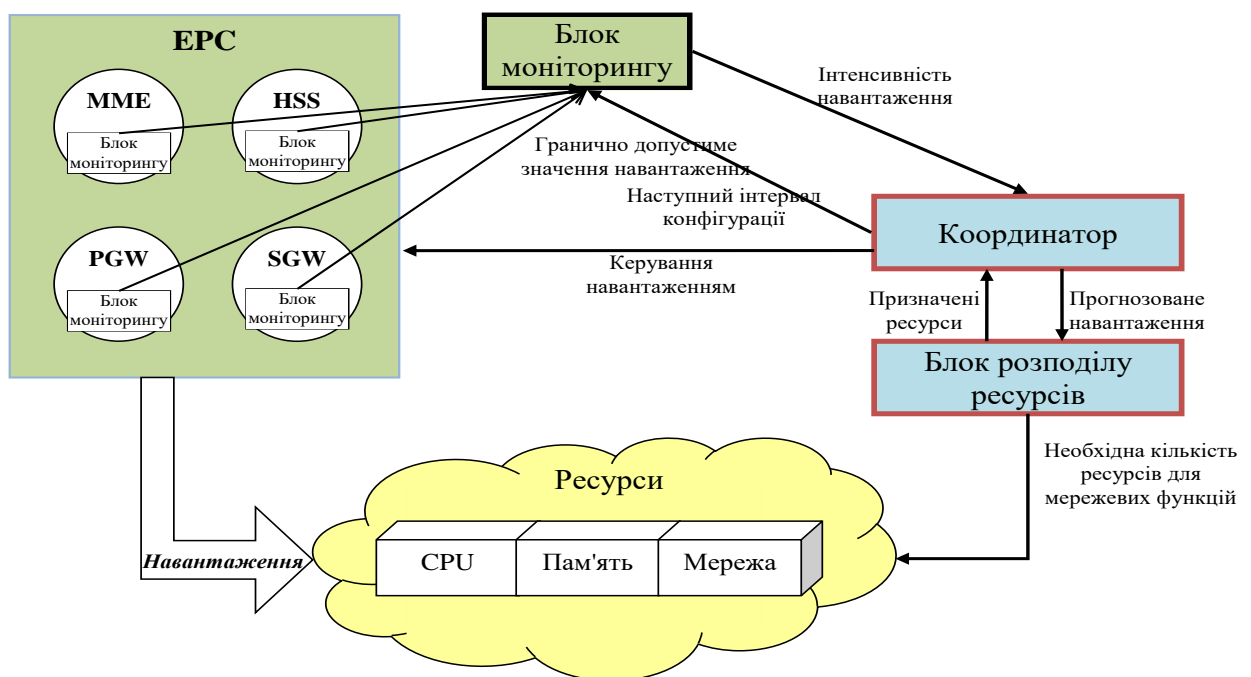 EPC
MME
Блок
моніторингу
HSS
Блок
моніторингу
PGW
Блок
моніторингу
SGW
Блок
моніторингу
Блок
моніторингу
Інтенсивність
навантаження
Гранично допустиме
значення навантаження
Наступний інтервал
конфігурації
Координатор
Керування
навантаженням
Призначені
ресурси
Прогнозоване
навантаження
Блок розподілу
ресурсів
Необхідна кількість
ресурсів для
мережевих функцій
Навантаження
Ресурси
CPU
Пам'ять
Мережа